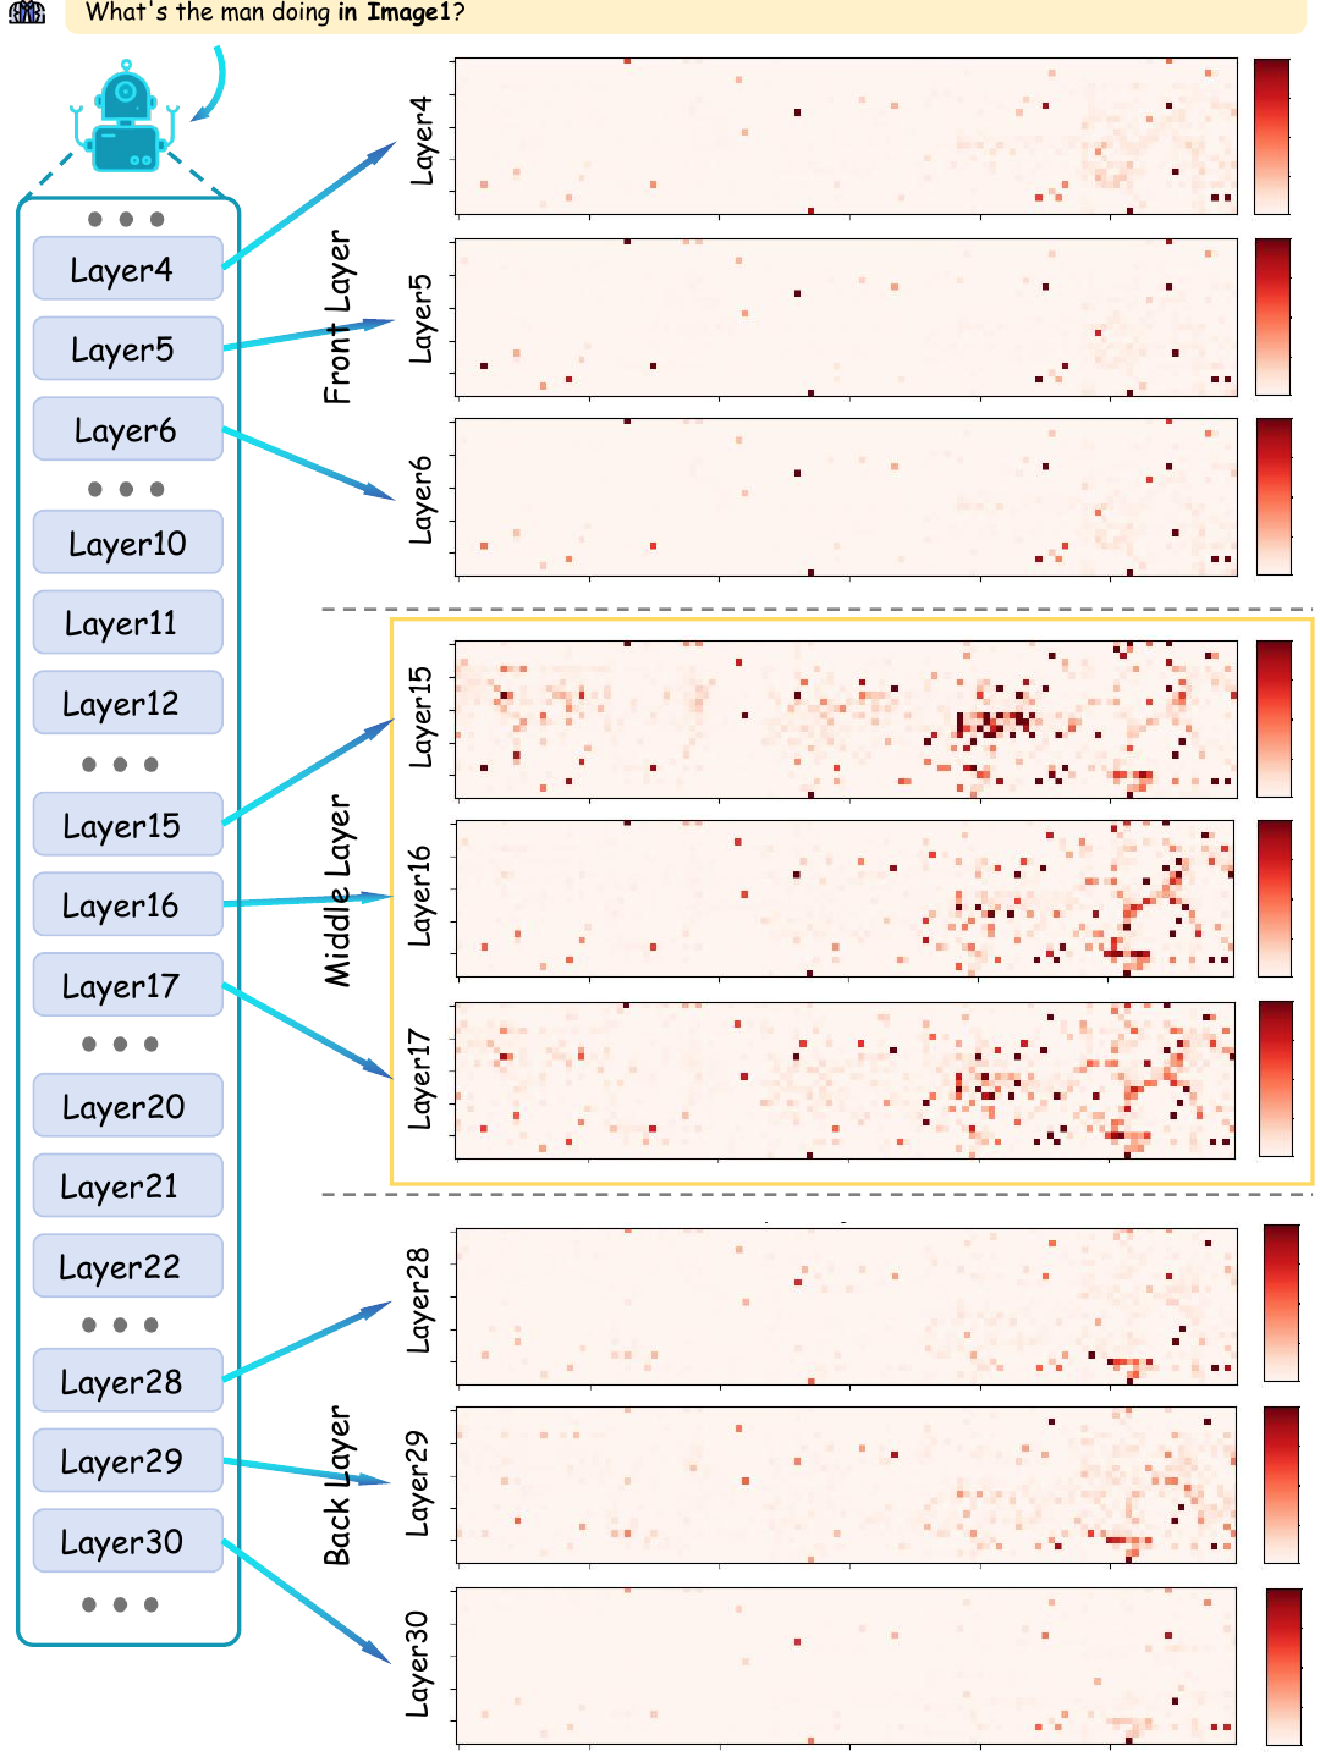 What's the man doing in Image1?
Layer4
Layer5
Layer6
Layer10
Layer11
Layer12
Layer15
Layer16
Layer17
Layer20
Layer21
Layer22
Layer28
Layer29
Layer30
Front Layer
Layer4
Layer5
Layer6
Middle Layer
Layer15
Layer16
Layer17
Back Layer
Layer28
Layer29
Layer30